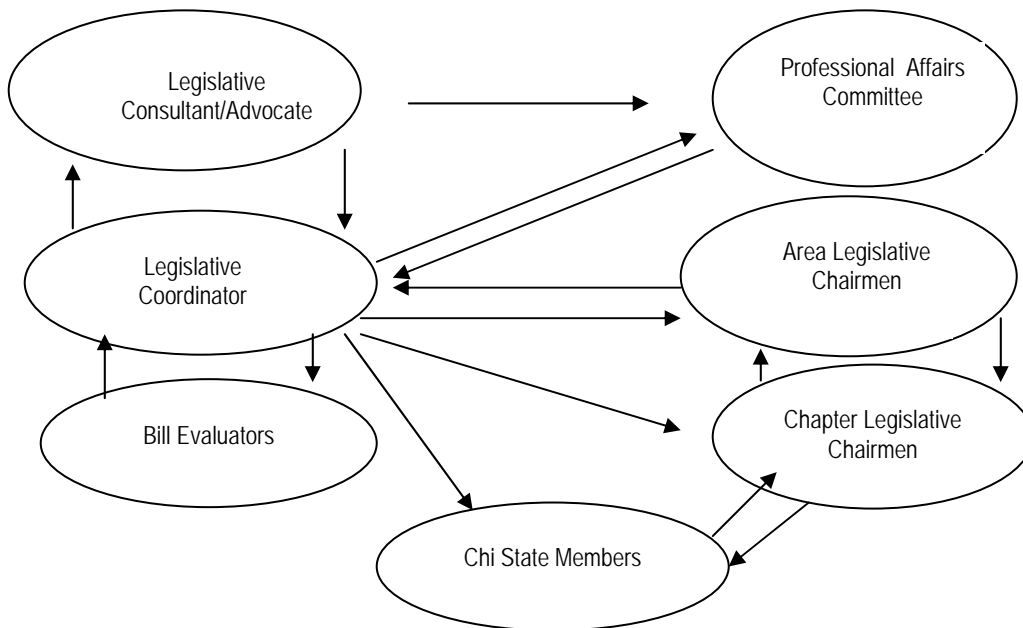 Legislative
Consultant/Advocate
Professional Affairs
Committee
Legislative
Coordinator
Area Legislative
Chairmen
Bill Evaluators
Chapter Legislative
Chairmen
Chi State Members